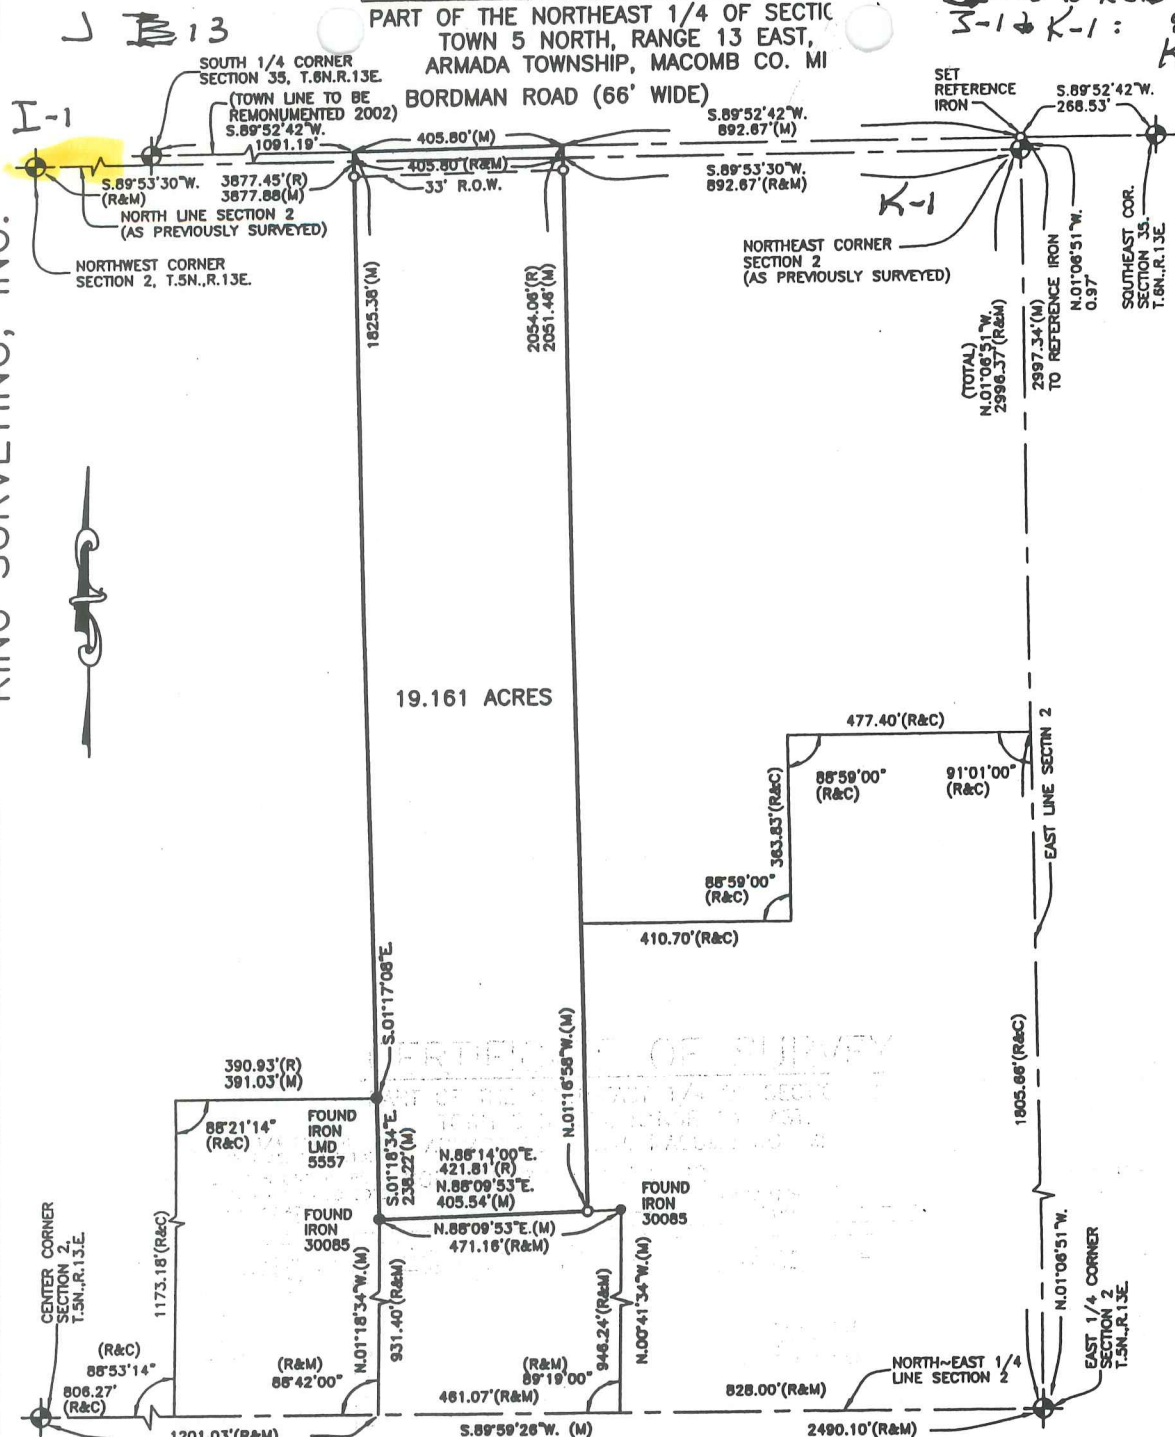 J B 13
PART OF THE NORTHEAST 1/4 OF
TOWN 5 NORTH, RANGE 13 EAST,
ARMADA TOWNSHIP, MACOMB CO. MI
J-1 & K-1:
SOUTH 1/4 CORNER
SECTION 35, T.6N.R.13E.
(TOWN LINE TO BE
REMONUMENTED 2002)
BORDMAN ROAD (66' WIDE)
SET
REFERENCE
IRON
S.89°52'42"W.
268.53'
I-1
S.89°52'42"W.
1091.19'
405.80'(M)
S.89°52'42"W.
892.67'(M)
405.80'(R&M)
33' R.O.W.
S.89°53'30"W.
892.67'(R&M)
S.89°53'30"W.
(R&M)
3877.45'(R)
3877.88(M)
NORTH LINE SECTION 2
(AS PREVIOUSLY SURVEYED)
K-1
NORTHEAST CORNER
SECTION 2
(AS PREVIOUSLY SURVEYED)
NORTHWEST CORNER
SECTION 2, T.5N.,R.13E.
SOUTHEAST COR.
SECTION 35.
T.6N.,R.13E
N.01°06'51"W.
0.97'
2997.34'(M)
TO REFERENCE IRON
(TOTAL)
N.01°06'51"W.
2996.37'(R&M)
1825.38'(M)
2054.06'(R)
2051.46'(M)
SURVEYING, INC.
19.161 ACRES
477.40'(R&C)
88°59'00"
(R&C)
91°01'00"
(R&C)
363.83'(R&C)
EAST LINE SECTIN 2
88°59'00"
(R&C)
410.70'(R&C)
S.01°17'08"E.
N.01°16'58"W.(M)
1805.66'(R&C)
390.93'(R)
391.03'(M)
88°21'14"
(R&C)
FOUND
IRON
LMD
5557
S.01°18'34"E.
238.22'(M)
N.88°14'00"E.
421.81'(R)
N.88°09'53"E.
405.54'(M)
FOUND
IRON
30085
FOUND
IRON
30085
N.88°09'53"E.(M)
471.16'(R&M)
CENTER CORNER
SECTION 2,
T.5N.,R.13.E.
1173.18'(R&C)
N.01°18'34"W.(M)
931.40'(R&M)
946.24'(R&M)
N.00°41'34"W.(M)
N.01°06'51"W.
EAST 1/4 CORNER
SECTION 2
T.5N.,R.13E.
(R&C)
88°53'14"
806.27'
(R&C)
(R&M)
88°42'00"
(R&M)
89°19'00"
461.07'(R&M)
828.00'(R&M)
NORTH~EAST 1/4
LINE SECTION 2
1201.03'(R&M)
S.89°59'26"W. (M)
2490.10'(R&M)